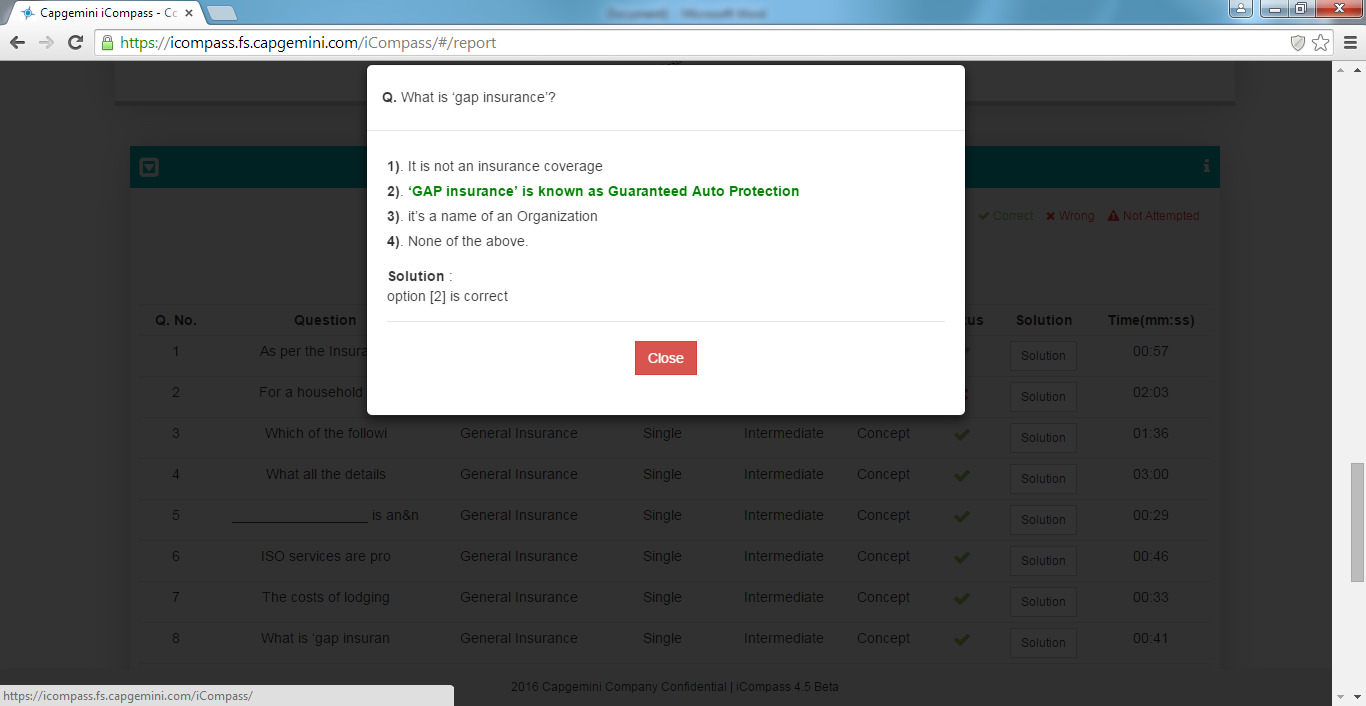 Capgemini iCompass - Co
Document1 - Microsoft Word
https://icompass.fs.capgemini.com/iCompass/#/report
Q. What is ‘gap insurance’?
1). It is not an insurance coverage
2). ‘GAP insurance’ is known as Guaranteed Auto Protection
3). it’s a name of an Organization
4). None of the above.
Solution :
option [2] is correct
Close
Correct Wrong Not Attempted
Q. No. Question tus Solution Time(mm:ss)
1 As per the Insura Solution 00:57
2 For a household Solution 02:03
3 Which of the followi General Insurance Single Intermediate Concept Solution 01:36
4 What all the details General Insurance Single Intermediate Concept Solution 03:00
5 _________________ is an&n General Insurance Single Intermediate Concept Solution 00:29
6 ISO services are pro General Insurance Single Intermediate Concept Solution 00:46
7 The costs of lodging General Insurance Single Intermediate Concept Solution 00:33
8 What is ‘gap insuran General Insurance Single Intermediate Concept Solution 00:41
2016 Capgemini Company Confidential | iCompass 4.5 Beta
https://icompass.fs.capgemini.com/iCompass/